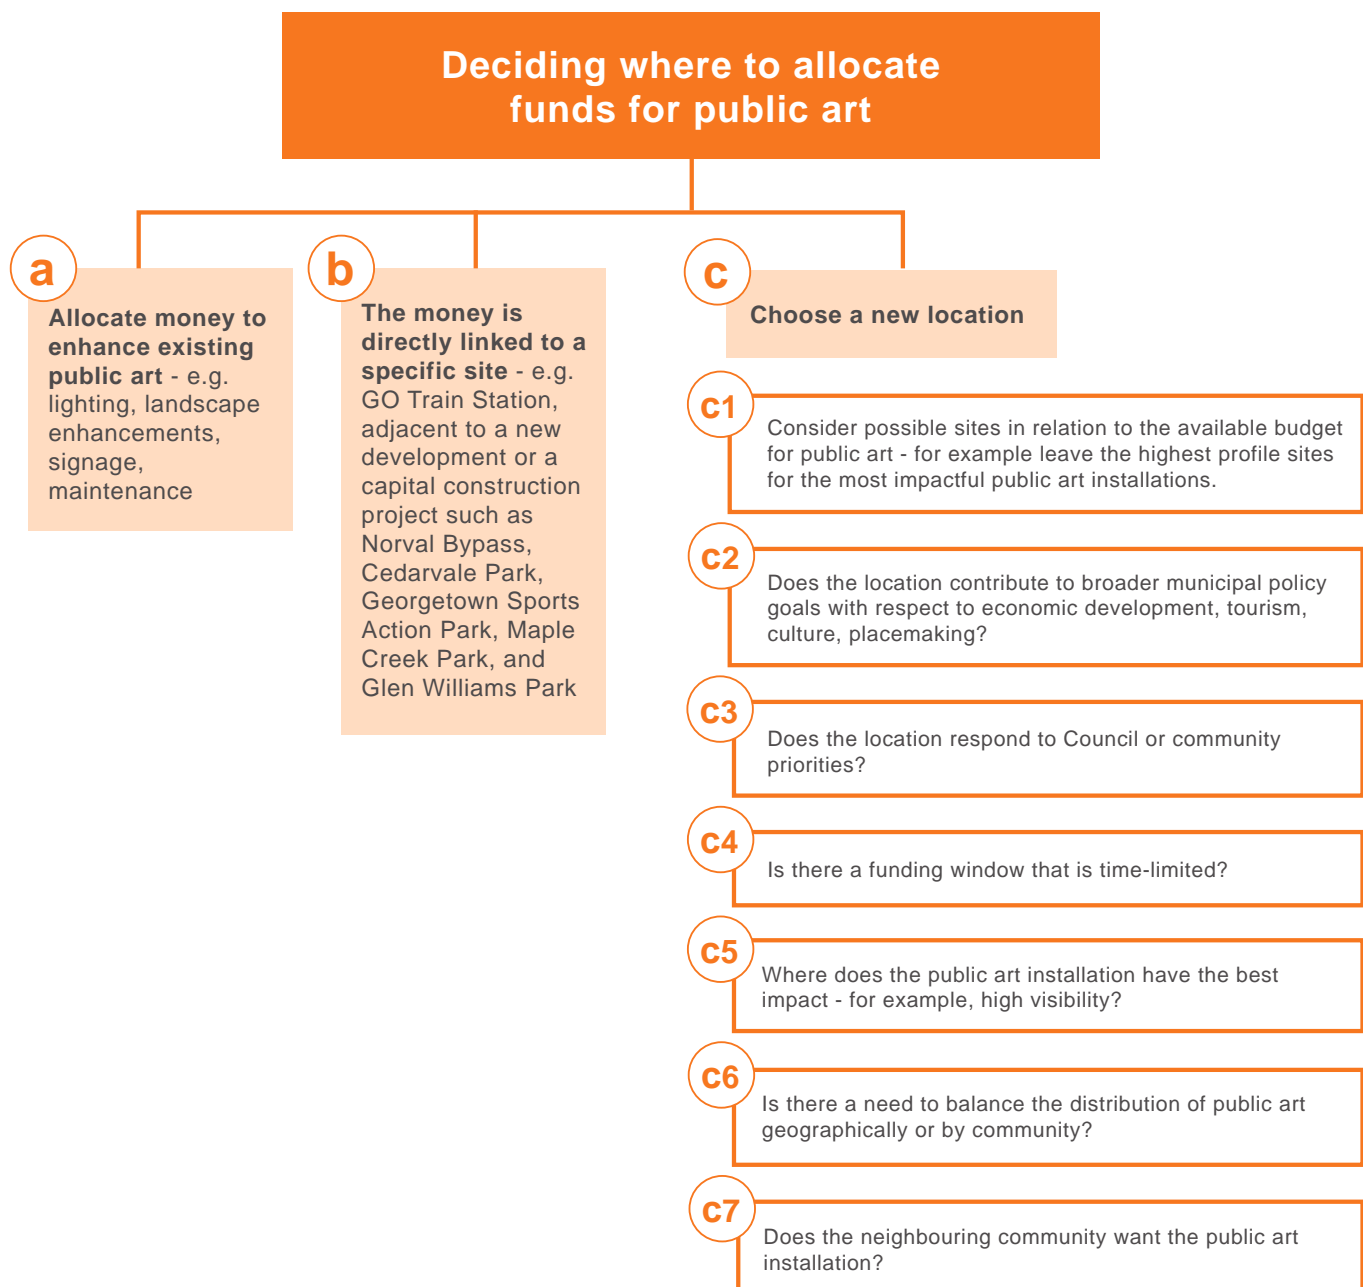 Deciding where to allocate
funds for public art
a
Allocate money to
enhance existing
public art - e.g.
lighting, landscape
enhancements,
signage,
maintenance
b
The money is
directly linked to a
specific site - e.g.
GO Train Station,
adjacent to a new
development or a
capital construction
project such as
Norval Bypass,
Cedarvale Park,
Georgetown Sports
Action Park, Maple
Creek Park, and
Glen Williams Park
c
Choose a new location
c1
Consider possible sites in relation to the available budget
for public art - for example leave the highest profile sites
for the most impactful public art installations.
c2
Does the location contribute to broader municipal policy
goals with respect to economic development, tourism,
culture, placemaking?
c3
Does the location respond to Council or community
priorities?
c4
Is there a funding window that is time-limited?
c5
Where does the public art installation have the best
impact - for example, high visibility?
c6
Is there a need to balance the distribution of public art
geographically or by community?
c7
Does the neighbouring community want the public art
installation?